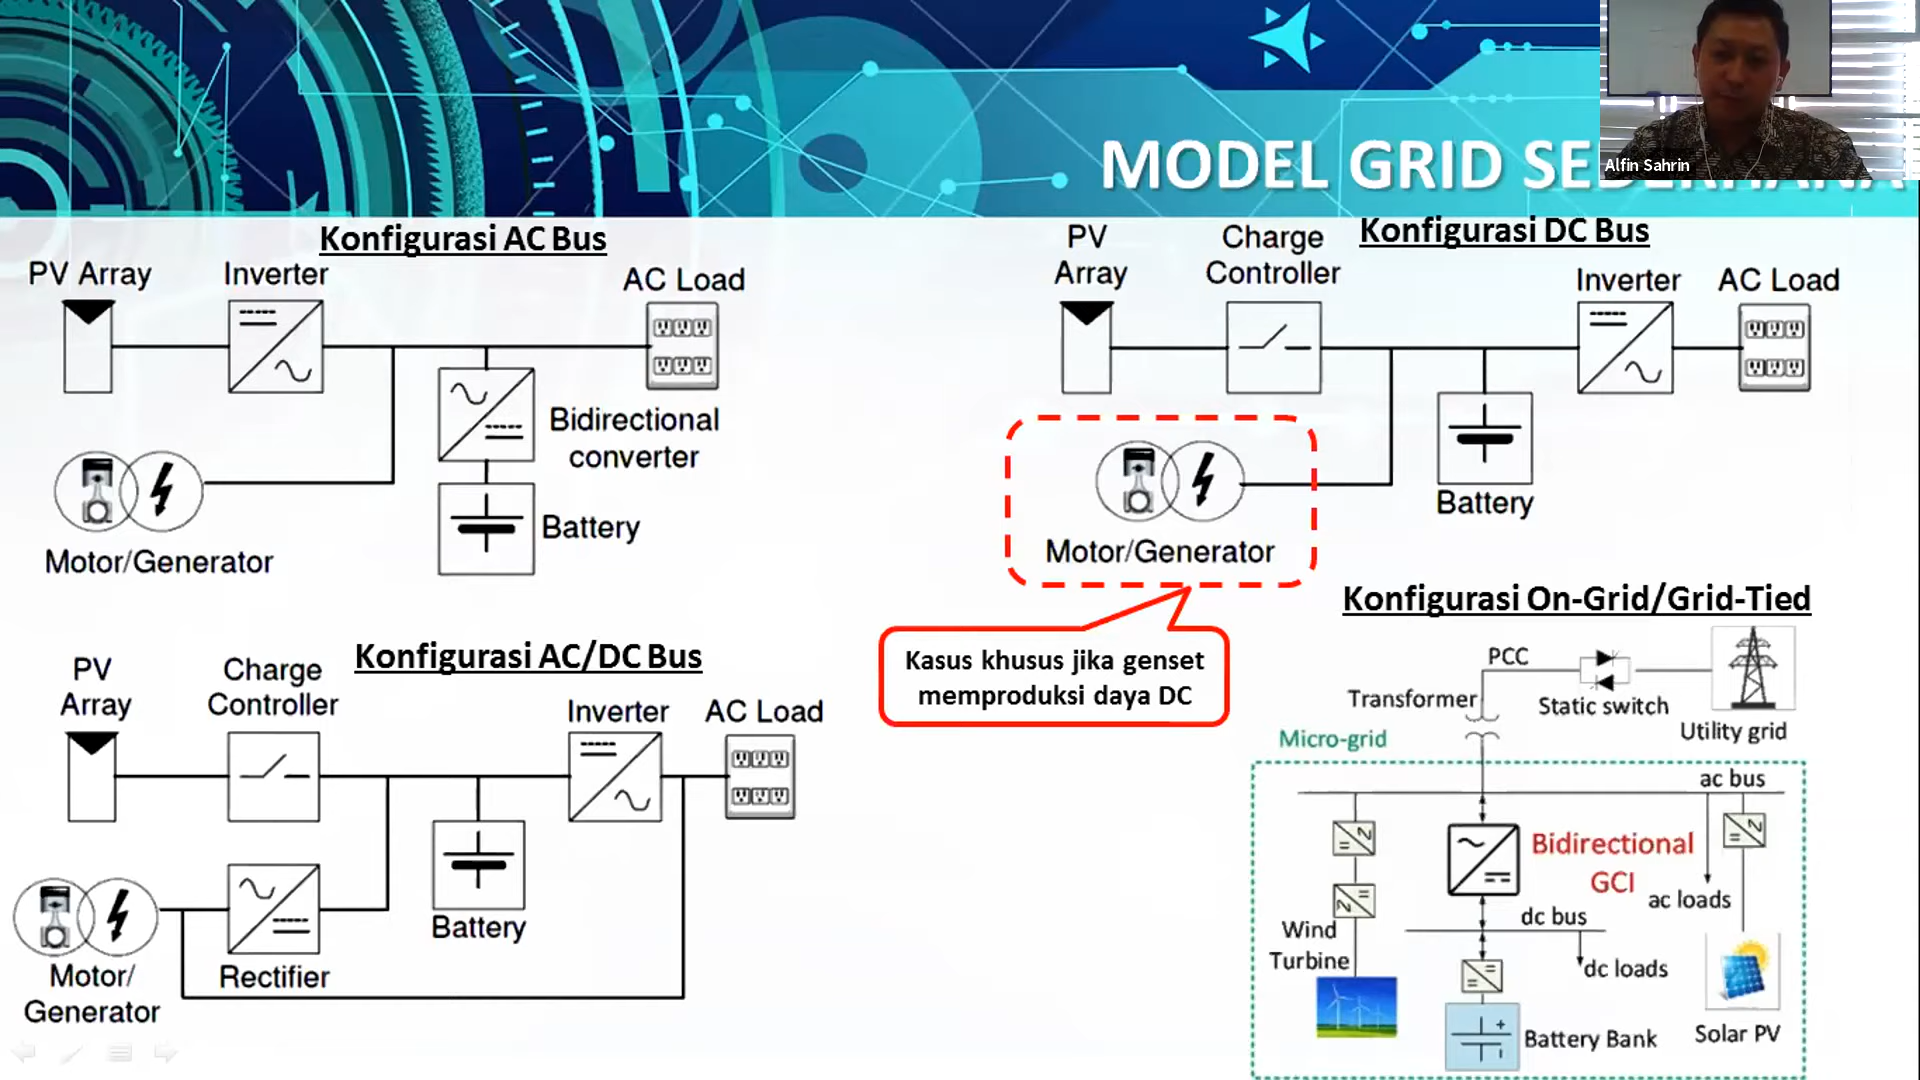 MODEL GRID SEDERHANA
Alfin Sahrin
Konfigurasi AC Bus
PV Array
Inverter
AC Load
Bidirectional
converter
Battery
Motor/Generator
Konfigurasi DC Bus
PV
Array
Charge
Controller
Inverter
AC Load
Battery
Motor/Generator
Kasus khusus jika genset
memproduksi daya DC
Konfigurasi AC/DC Bus
PV
Array
Charge
Controller
Inverter
AC Load
Battery
Motor/
Generator
Rectifier
Konfigurasi On-Grid/Grid-Tied
PCC
Transformer
Static switch
Utility grid
Micro-grid
ac bus
Bidirectional
GCI
ac loads
dc bus
Wind
Turbine
dc loads
Battery Bank
Solar PV